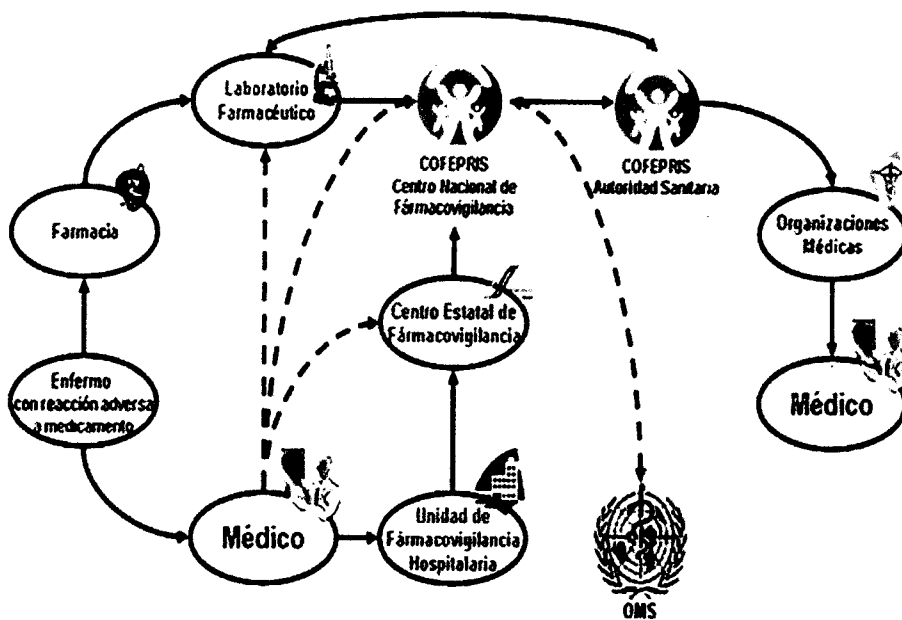 Laboratorio
Farmacéutico
COFEPRIS
Centro Nacional de
Fármacovigilancia
COFEPRIS
Autoridad Sanitaria
Farmacia
Organizaciones
Médicas
Centro Estatal de
Fármacovigilancia
Enfermo
con reacción adversa
a medicamento
Médico
Médico
Unidad de
Fármacovigilancia
Hospitalaria
OMS